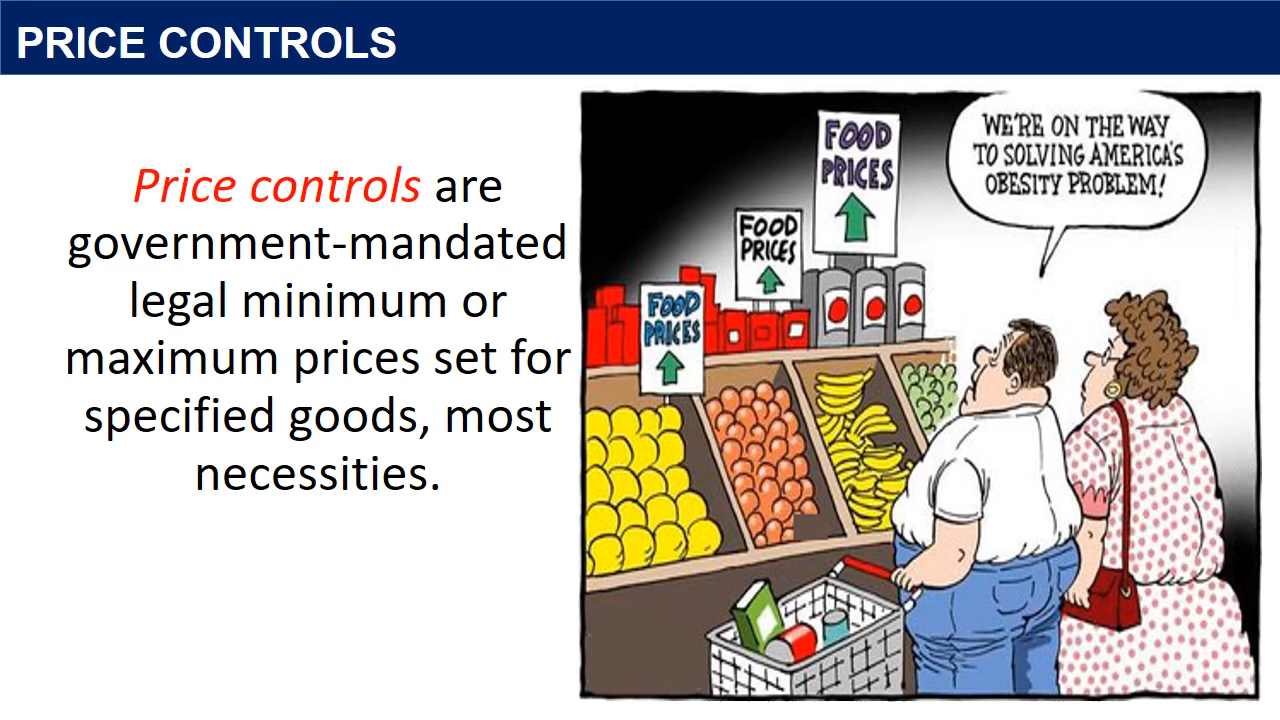 PRICE CONTROLS
Price controls are
government-mandated
legal minimum or
maximum prices set for
specified goods, most
necessities.
FOOD
PRICES
FOOD
PRICES
FOOD
PRICES
WE'RE ON THE WAY
TO SOLVING AMERICA'S
OBESITY PROBLEM!